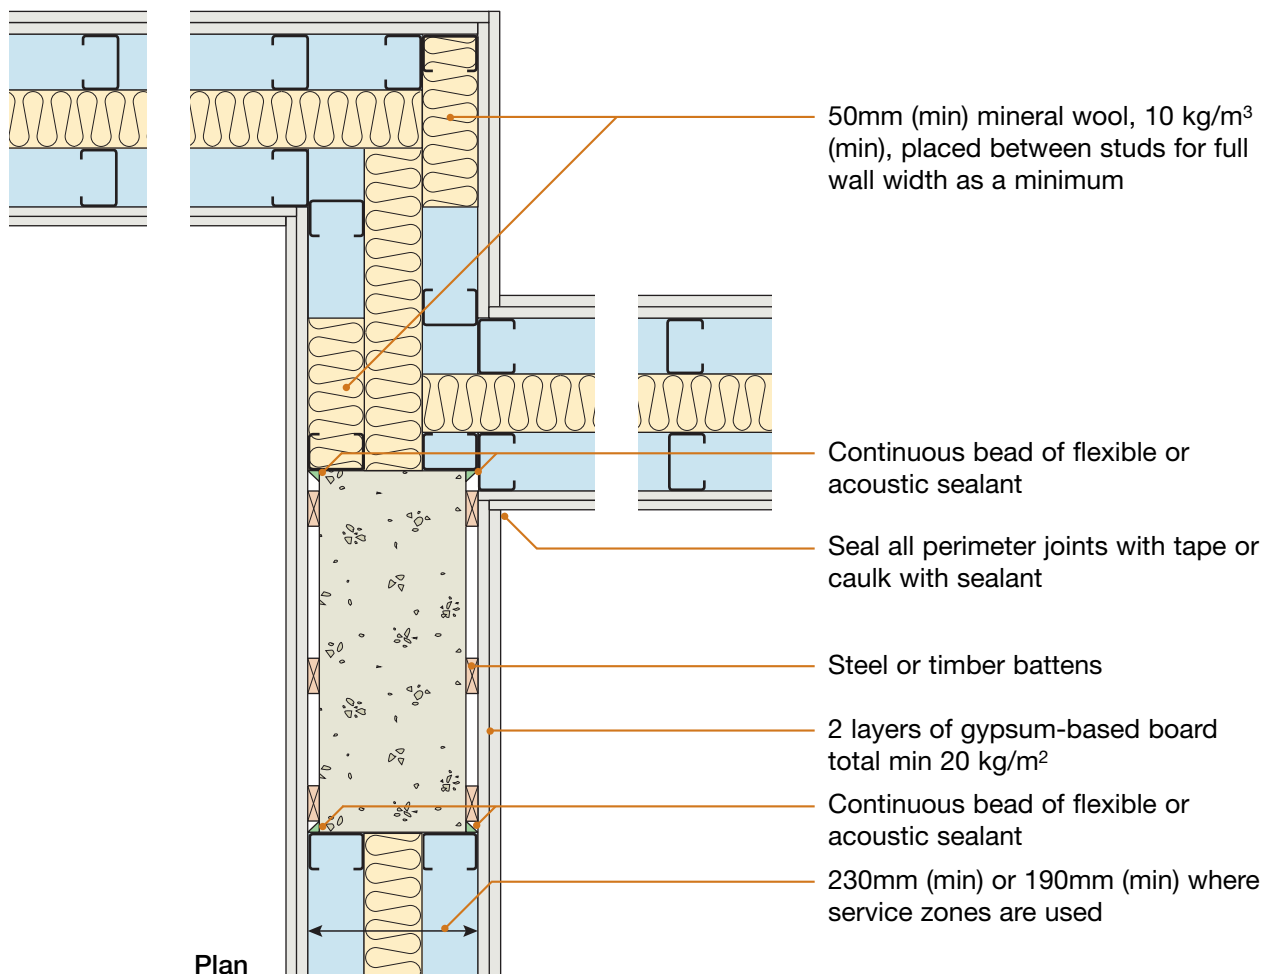 50mm (min) mineral wool, 10 kg/m³
(min), placed between studs for full
wall width as a minimum
Continuous bead of flexible or
acoustic sealant
Seal all perimeter joints with tape or
caulk with sealant
Steel or timber battens
2 layers of gypsum-based board
total min 20 kg/m²
Continuous bead of flexible or
acoustic sealant
230mm (min) or 190mm (min) where
service zones are used
Plan